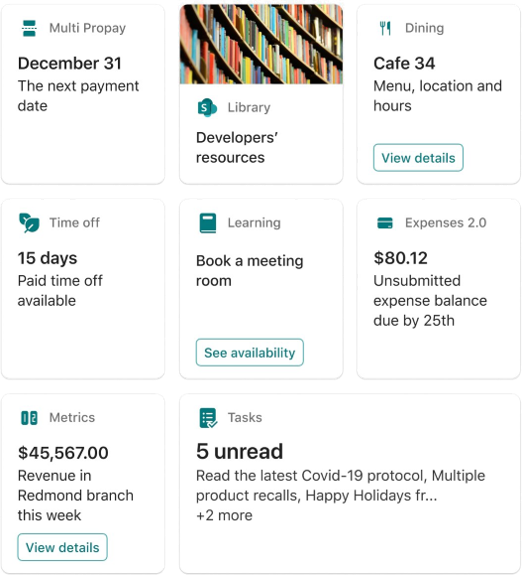 Multi Propay
December 31
The next payment
date
Library
Developers’
resources
Dining
Cafe 34
Menu, location and
hours
View details
Time off
15 days
Paid time off
available
Learning
Book a meeting
room
See availability
Expenses 2.0
$80.12
Unsubmitted
expense balance
due by 25th
Metrics
$45,567.00
Revenue in
Redmond branch
this week
View details
Tasks
5 unread
Read the latest Covid-19 protocol, Multiple
product recalls, Happy Holidays fr...
+2 more